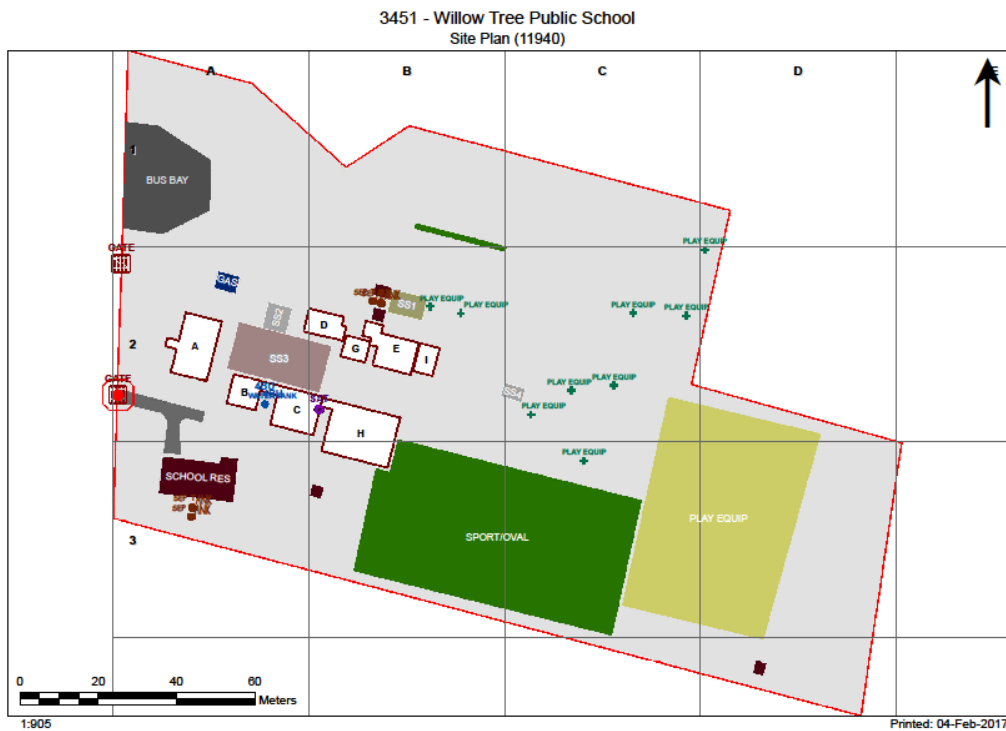 3451 - Willow Tree Public School
Site Plan (11940)
A
B
C
D
E
1
BUS BAY
GATE
PLAY EQUIP
GAS
SS1
PLAY EQUIP
PLAY EQUIP
PLAY EQUIP
PLAY EQUIP
SS2
D
2
A
G
E
I
SS3
GATE
B
C
H
PLAY EQUIP
PLAY EQUIP
PLAY EQUIP
PLAY EQUIP
SCHOOL RES
PLAY EQUIP
SPORT/OVAL
3
0 20 40 60
Meters
1:905
Printed: 04-Feb-2017